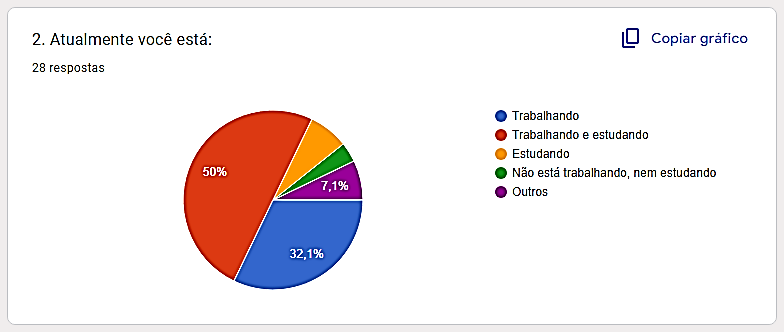 2. Atualmente você está:
Copiar gráfico
28 respostas
50%
7,1%
32,1%
Trabalhando
Trabalhando e estudando
Estudando
Não está trabalhando, nem estudando
Outros